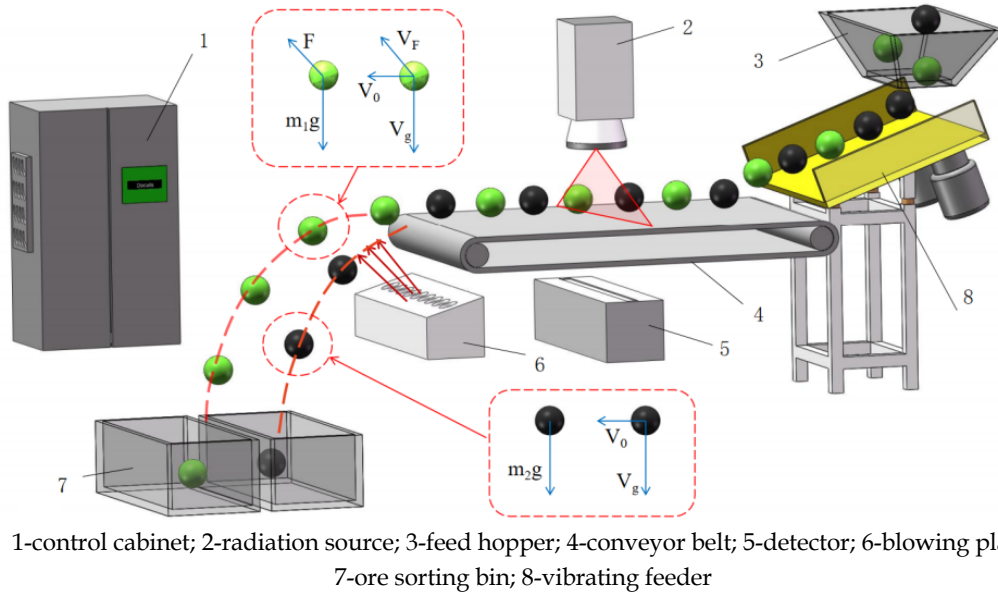 1
F
V_F
V_0
m_1g
V_g
2
3
Decsils
4
5
6
7
8
V_0
m_2g
V_g
1-control cabinet; 2-radiation source; 3-feed hopper; 4-conveyor belt; 5-detector; 6-blowing pl
7-ore sorting bin; 8-vibrating feeder